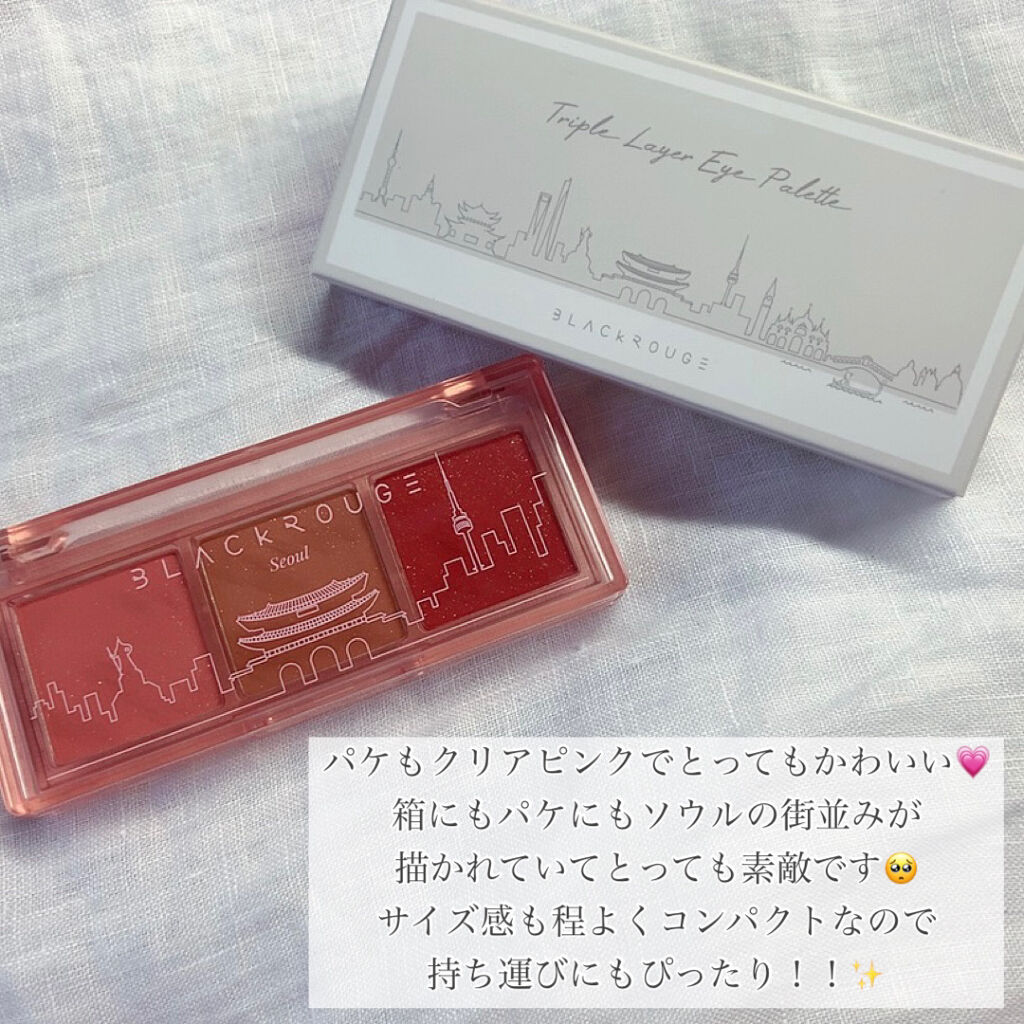 Triple Layer Eye Palette
BLACKROUGE
BLACKROUGE
Seoul
パケもクリアピンクでとってもかわいい💗
箱にもパケにもソウルの街並みが
描かれていてとっても素敵です🥺
サイズ感も程よくコンパクトなので
持ち運びにもぴったり！！✨